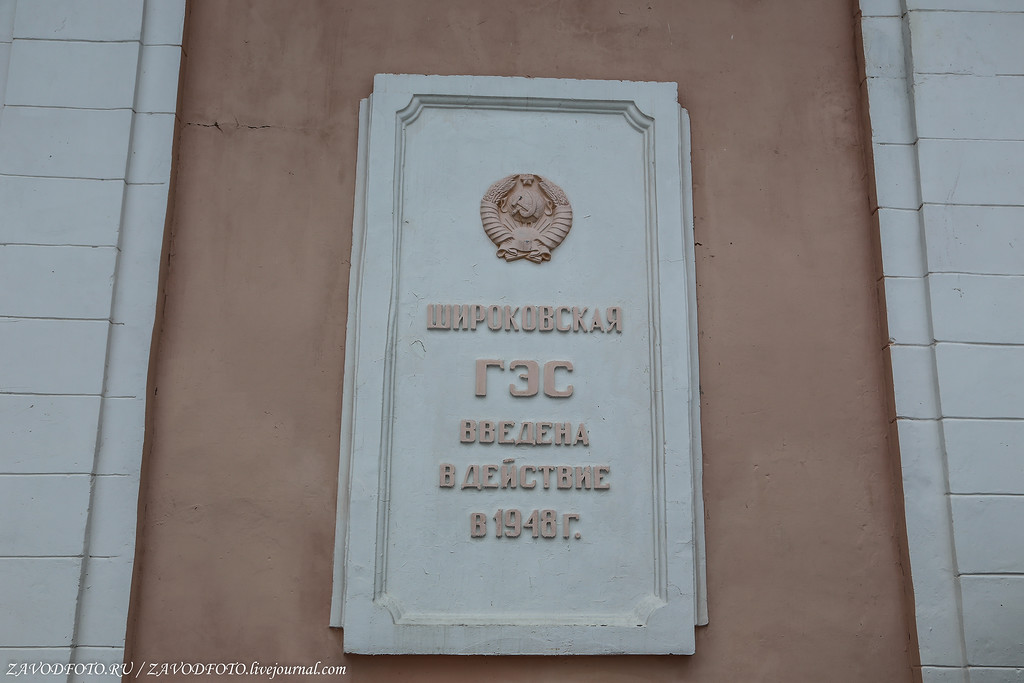 ШИРОКОВСКАЯ
ГЭС
ВВЕДЕНА
В ДЕЙСТВИЕ
В 1948 Г.
ZAVODFOTO.RU / ZAVODFOTO.livejournal.com